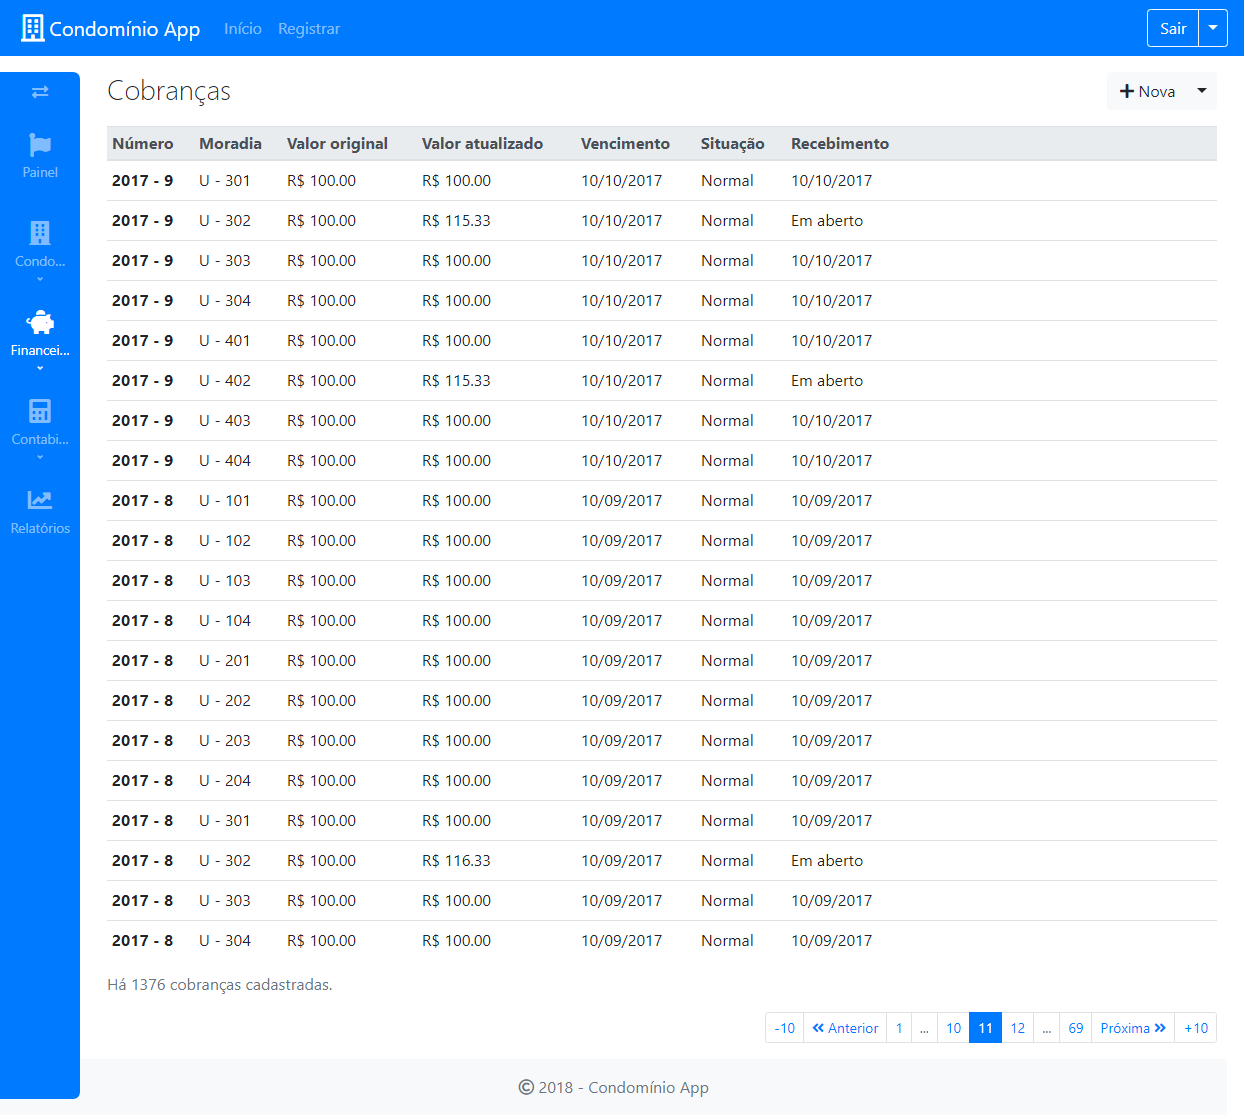 Condomínio App Início Registrar Sair
Cobranças Nova
Painel
Condo...
Financei...
Contabi...
Relatórios
Número Moradia Valor original Valor atualizado Vencimento Situação Recebimento
2017 - 9 U - 301 R$ 100.00 R$ 100.00 10/10/2017 Normal 10/10/2017
2017 - 9 U - 302 R$ 100.00 R$ 115.33 10/10/2017 Normal Em aberto
2017 - 9 U - 303 R$ 100.00 R$ 100.00 10/10/2017 Normal 10/10/2017
2017 - 9 U - 304 R$ 100.00 R$ 100.00 10/10/2017 Normal 10/10/2017
2017 - 9 U - 401 R$ 100.00 R$ 100.00 10/10/2017 Normal 10/10/2017
2017 - 9 U - 402 R$ 100.00 R$ 115.33 10/10/2017 Normal Em aberto
2017 - 9 U - 403 R$ 100.00 R$ 100.00 10/10/2017 Normal 10/10/2017
2017 - 9 U - 404 R$ 100.00 R$ 100.00 10/10/2017 Normal 10/10/2017
2017 - 8 U - 101 R$ 100.00 R$ 100.00 10/09/2017 Normal 10/09/2017
2017 - 8 U - 102 R$ 100.00 R$ 100.00 10/09/2017 Normal 10/09/2017
2017 - 8 U - 103 R$ 100.00 R$ 100.00 10/09/2017 Normal 10/09/2017
2017 - 8 U - 104 R$ 100.00 R$ 100.00 10/09/2017 Normal 10/09/2017
2017 - 8 U - 201 R$ 100.00 R$ 100.00 10/09/2017 Normal 10/09/2017
2017 - 8 U - 202 R$ 100.00 R$ 100.00 10/09/2017 Normal 10/09/2017
2017 - 8 U - 203 R$ 100.00 R$ 100.00 10/09/2017 Normal 10/09/2017
2017 - 8 U - 204 R$ 100.00 R$ 100.00 10/09/2017 Normal 10/09/2017
2017 - 8 U - 301 R$ 100.00 R$ 100.00 10/09/2017 Normal 10/09/2017
2017 - 8 U - 302 R$ 100.00 R$ 116.33 10/09/2017 Normal Em aberto
2017 - 8 U - 303 R$ 100.00 R$ 100.00 10/09/2017 Normal 10/09/2017
2017 - 8 U - 304 R$ 100.00 R$ 100.00 10/09/2017 Normal 10/09/2017
Há 1376 cobranças cadastradas.
-10 « Anterior 1 ... 10 11 12 ... 69 Próxima » +10
© 2018 - Condomínio App